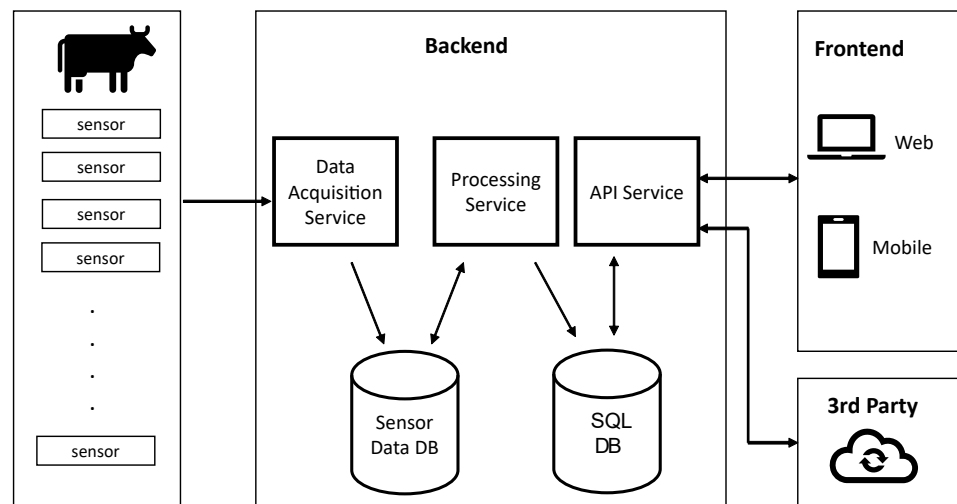 sensor
sensor
sensor
sensor
.
.
.
.
sensor
Backend
Data
Acquisition
Service
Processing
Service
API Service
Sensor
Data DB
SQL
DB
Frontend
Web
Mobile
3rd Party